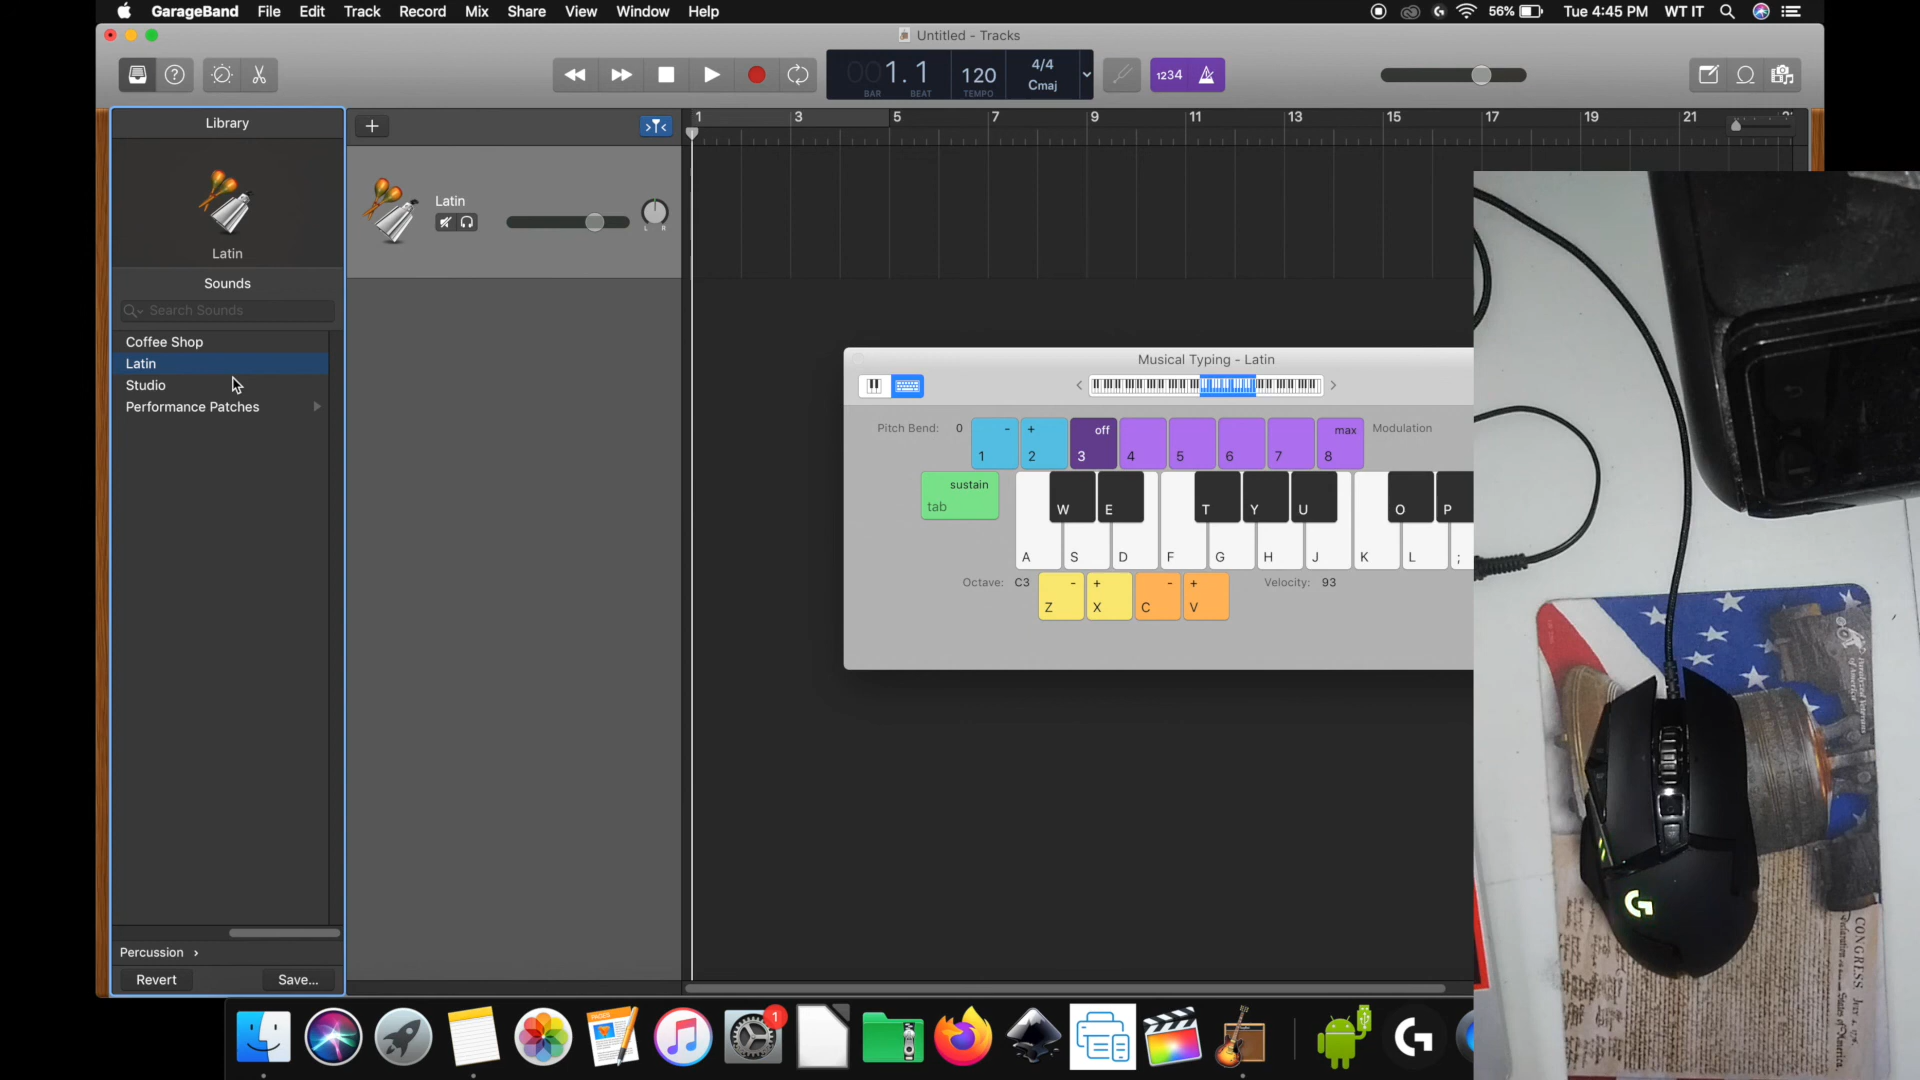 GarageBand File Edit Track Record Mix Share View Window Help
56% Tue 4:45 PM WT IT
Untitled - Tracks
001.1
BAR BEAT
120
TEMPO
4/4
Cmaj
1234
Library
1 3 5 7 9 11 13 15 17 19 21
Latin
Latin
L R
Sounds
Search Sounds
Coffee Shop
Latin
Studio
Performance Patches
Musical Typing - Latin
Pitch Bend: 0
- + off max
1 2 3 4 5 6 7 8
Modulation
sustain
tab
W E T Y U O P
A S D F G H J K L ;
Octave: C3
- + - +
Z X C V
Velocity: 93
Percussion ›
Revert Save...
1
PAGES
G
CONGRESS.